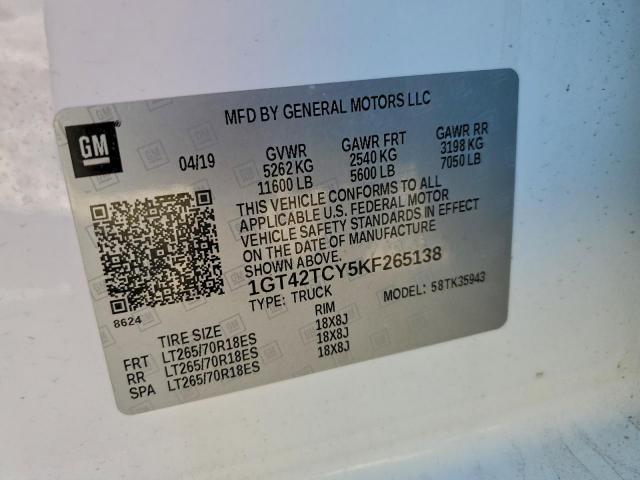 MFD BY GENERAL MOTORS LLC
GM
04/19
GVWR
5262 KG
11600 LB
GAWR FRT
2540 KG
5600 LB
GAWR RR
3198 KG
7050 LB
THIS VEHICLE CONFORMS TO ALL
APPLICABLE U.S. FEDERAL MOTOR
VEHICLE SAFETY STANDARDS IN EFFECT
ON THE DATE OF MANUFACTURE
SHOWN ABOVE.
1GT42TCY5KF265138
TYPE: TRUCK
MODEL: 58TK35943
8624
TIRE SIZE RIM
FRT LT265/70R18ES 18X8J
RR LT265/70R18ES 18X8J
SPA LT265/70R18ES 18X8J